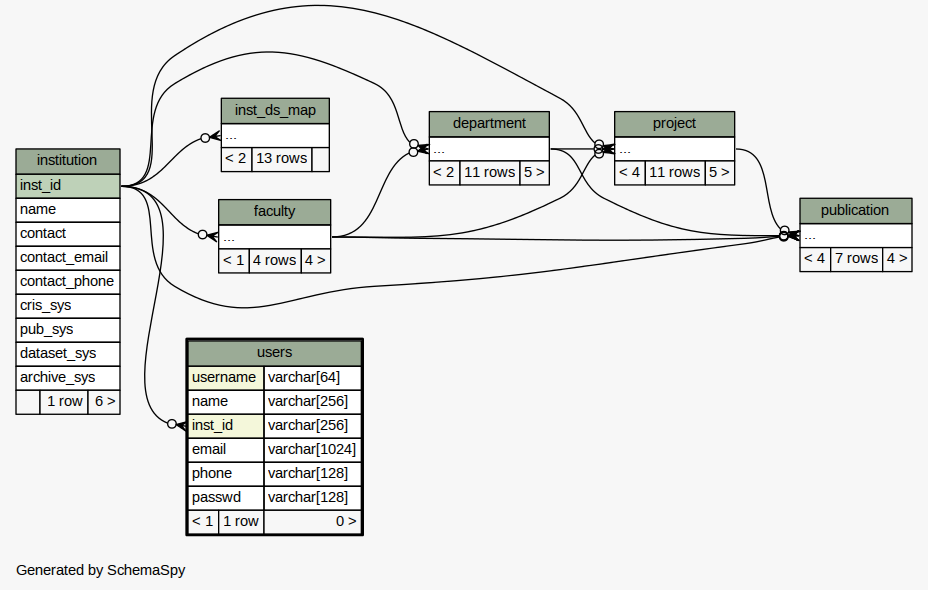 inst_ds_map
...
< 2 13 rows
department
...
< 2 11 rows 5 >
project
...
< 4 11 rows 5 >
institution
inst_id
name
contact
contact_email
contact_phone
cris_sys
pub_sys
dataset_sys
archive_sys
1 row 6 >
faculty
...
< 1 4 rows 4 >
publication
...
< 4 7 rows 4 >
users
username varchar[64]
name varchar[256]
inst_id varchar[256]
email varchar[1024]
phone varchar[128]
passwd varchar[128]
< 1 1 row 0 >
Generated by SchemaSpy